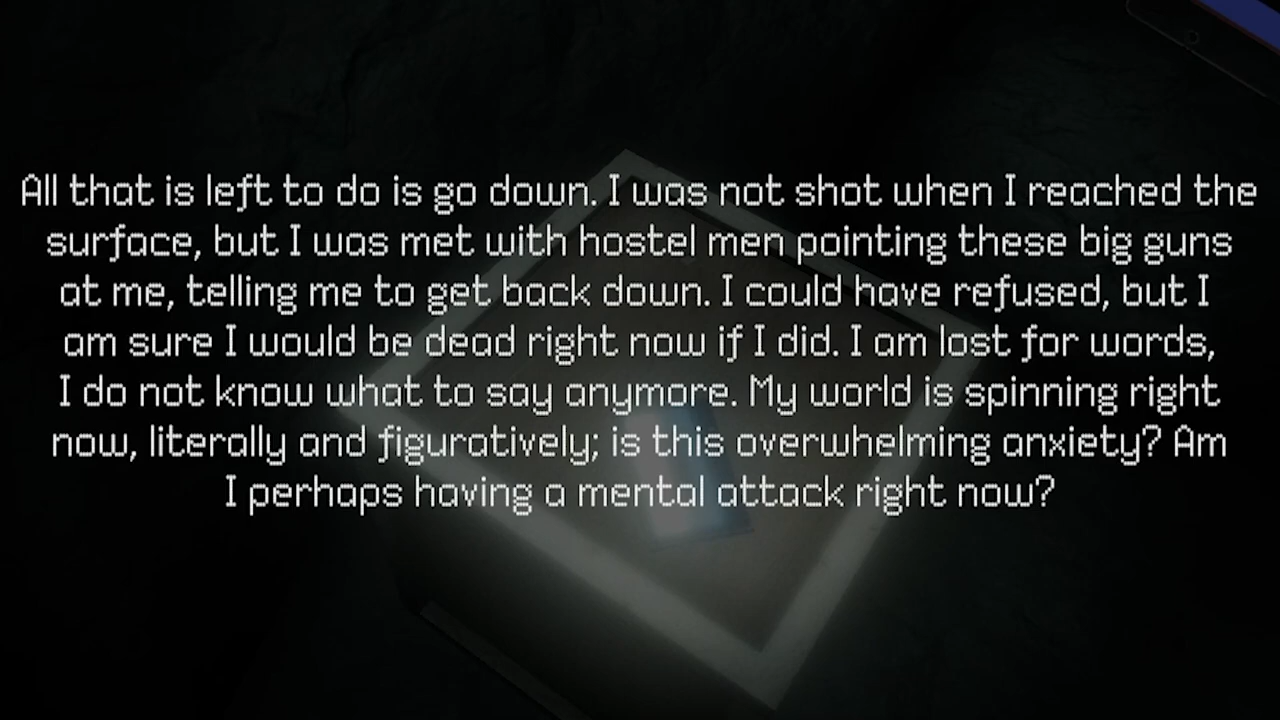 All that is left to do is go down. I was not shot when I reached the
surface, but I was met with hostel men pointing these big guns
at me, telling me to get back down. I could have refused, but I
am sure I would be dead right now if I did. I am lost for words,
I do not know what to say anymore. My world is spinning right
now, literally and figuratively; is this overwhelming anxiety? Am
I perhaps having a mental attack right now?